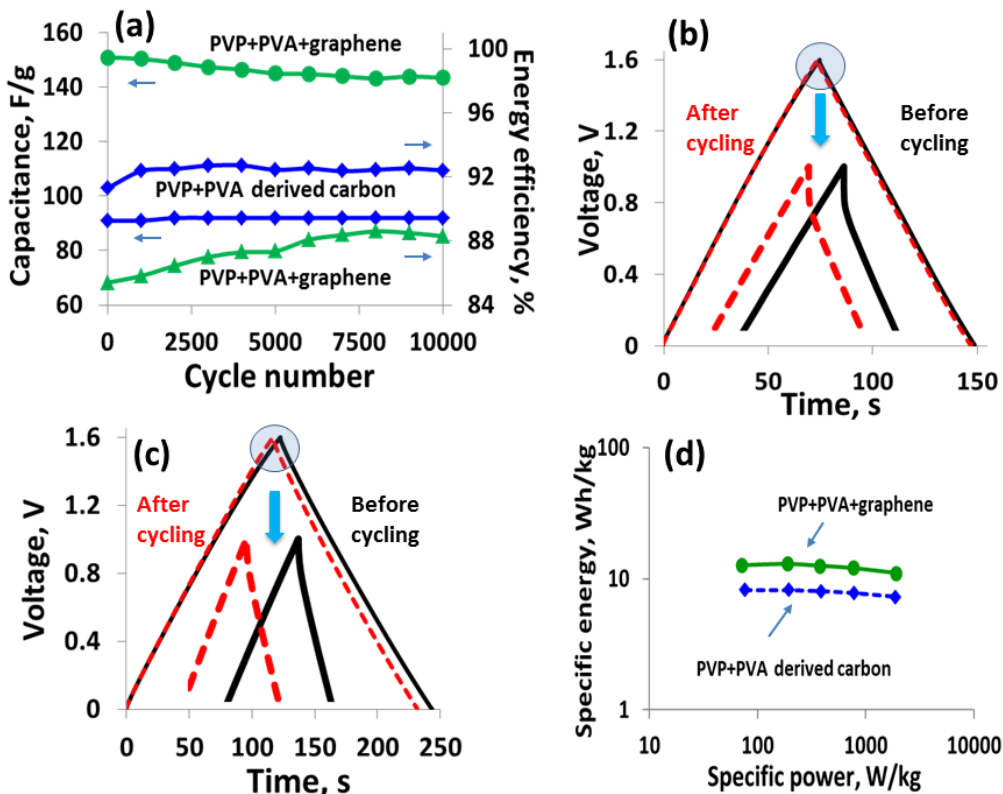 (a)
PVP+PVA+graphene
PVP+PVA derived carbon
PVP+PVA+graphene
Capacitance, F/g
160
140
110
100
80
60
Energy efficiency, %
100
98
96
92
88
84
0 2500 5000 7500 10000
Cycle number
(b)
After
cycling
Before
cycling
Voltage, V
1.6
1.2
0.8
0.4
0
0 50 100 150
Time, s
(c)
After
cycling
Before
cycling
Voltage, V
1.6
1.2
0.8
0.4
0
0 50 100 150 200 250
Time, s
(d)
PVP+PVA+graphene
PVP+PVA derived carbon
Specific energy, Wh/kg
100
10
1
10 100 1000 10000
Specific power, W/kg